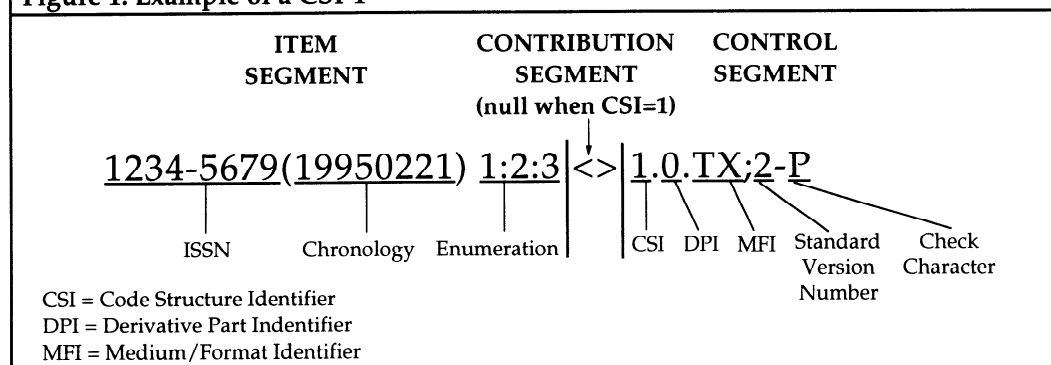 Figure 1. Example of a CSI-1
ITEM SEGMENT
CONTRIBUTION SEGMENT
(null when CSI=1)
CONTROL SEGMENT
1234-5679(19950221) 1:2:3 <> 1.0.TX;2-P
ISSN Chronology Enumeration CSI DPI MFI Standard Version Number Check Character
CSI = Code Structure Identifier
DPI = Derivative Part Indentifier
MFI = Medium/Format Identifier